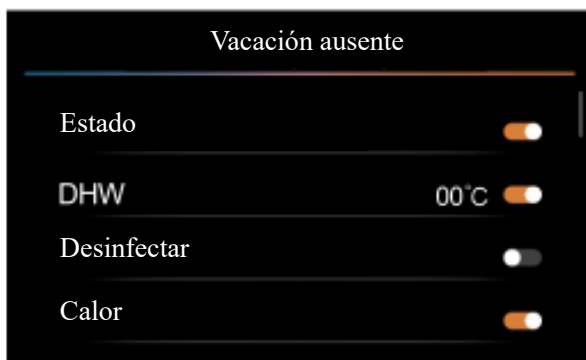 Vacación ausente
Estado
DHW 00°C
Desinfectar
Calor